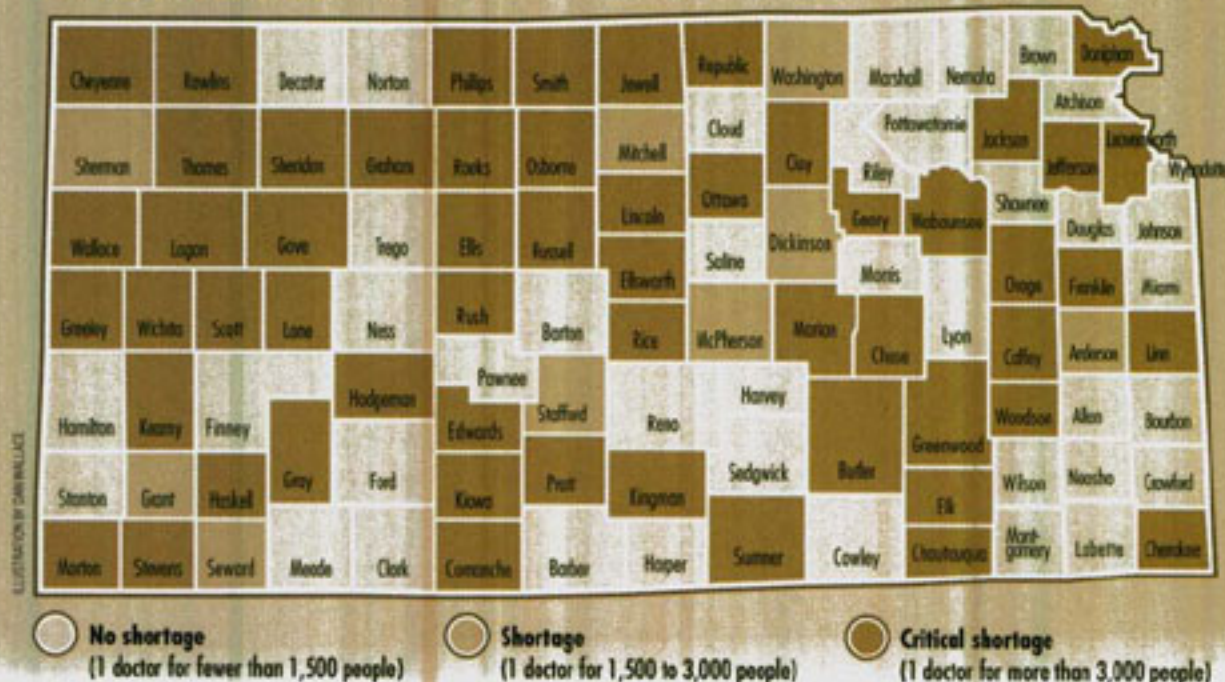 Cheyenne Rawlins Decatur Norton Phillips Smith Jewell Republic Washington Marshall Nemaha Brown Doniphan
Atchison
Cloud Pottawatomie
Sherman Thomas Sheridan Graham Rooks Osborne Mitchell Clay Riley Jackson Jefferson Leavenworth Wyandotte
Wallace Logan Gove Trego Ellis Russell Lincoln Ottawa Dickinson Geary Wabaunsee Shawnee Douglas Johnson
Saline Morris
Ellsworth Osage Franklin Miami
Greeley Wichita Scott Lane Ness Rush Barton Rice McPherson Marion Chase Lyon Coffey Anderson Linn
Pawnee
Hodgeman Harvey
Hamilton Kearny Finney Edwards Stafford Reno Greenwood Woodson Allen Bourbon
Stanton Grant Haskell Gray Ford Kiowa Pratt Kingman Sedgwick Butler Elk Wilson Neosho Crawford
Morton Stevens Seward Meade Clark Comanche Barber Harper Sumner Cowley Chautauqua Mont-
gomery Labette Cherokee
ILLUSTRATION BY CAIN WALLACE
No shortage
(1 doctor for fewer than 1,500 people)
Shortage
(1 doctor for 1,500 to 3,000 people)
Critical shortage
(1 doctor for more than 3,000 people)